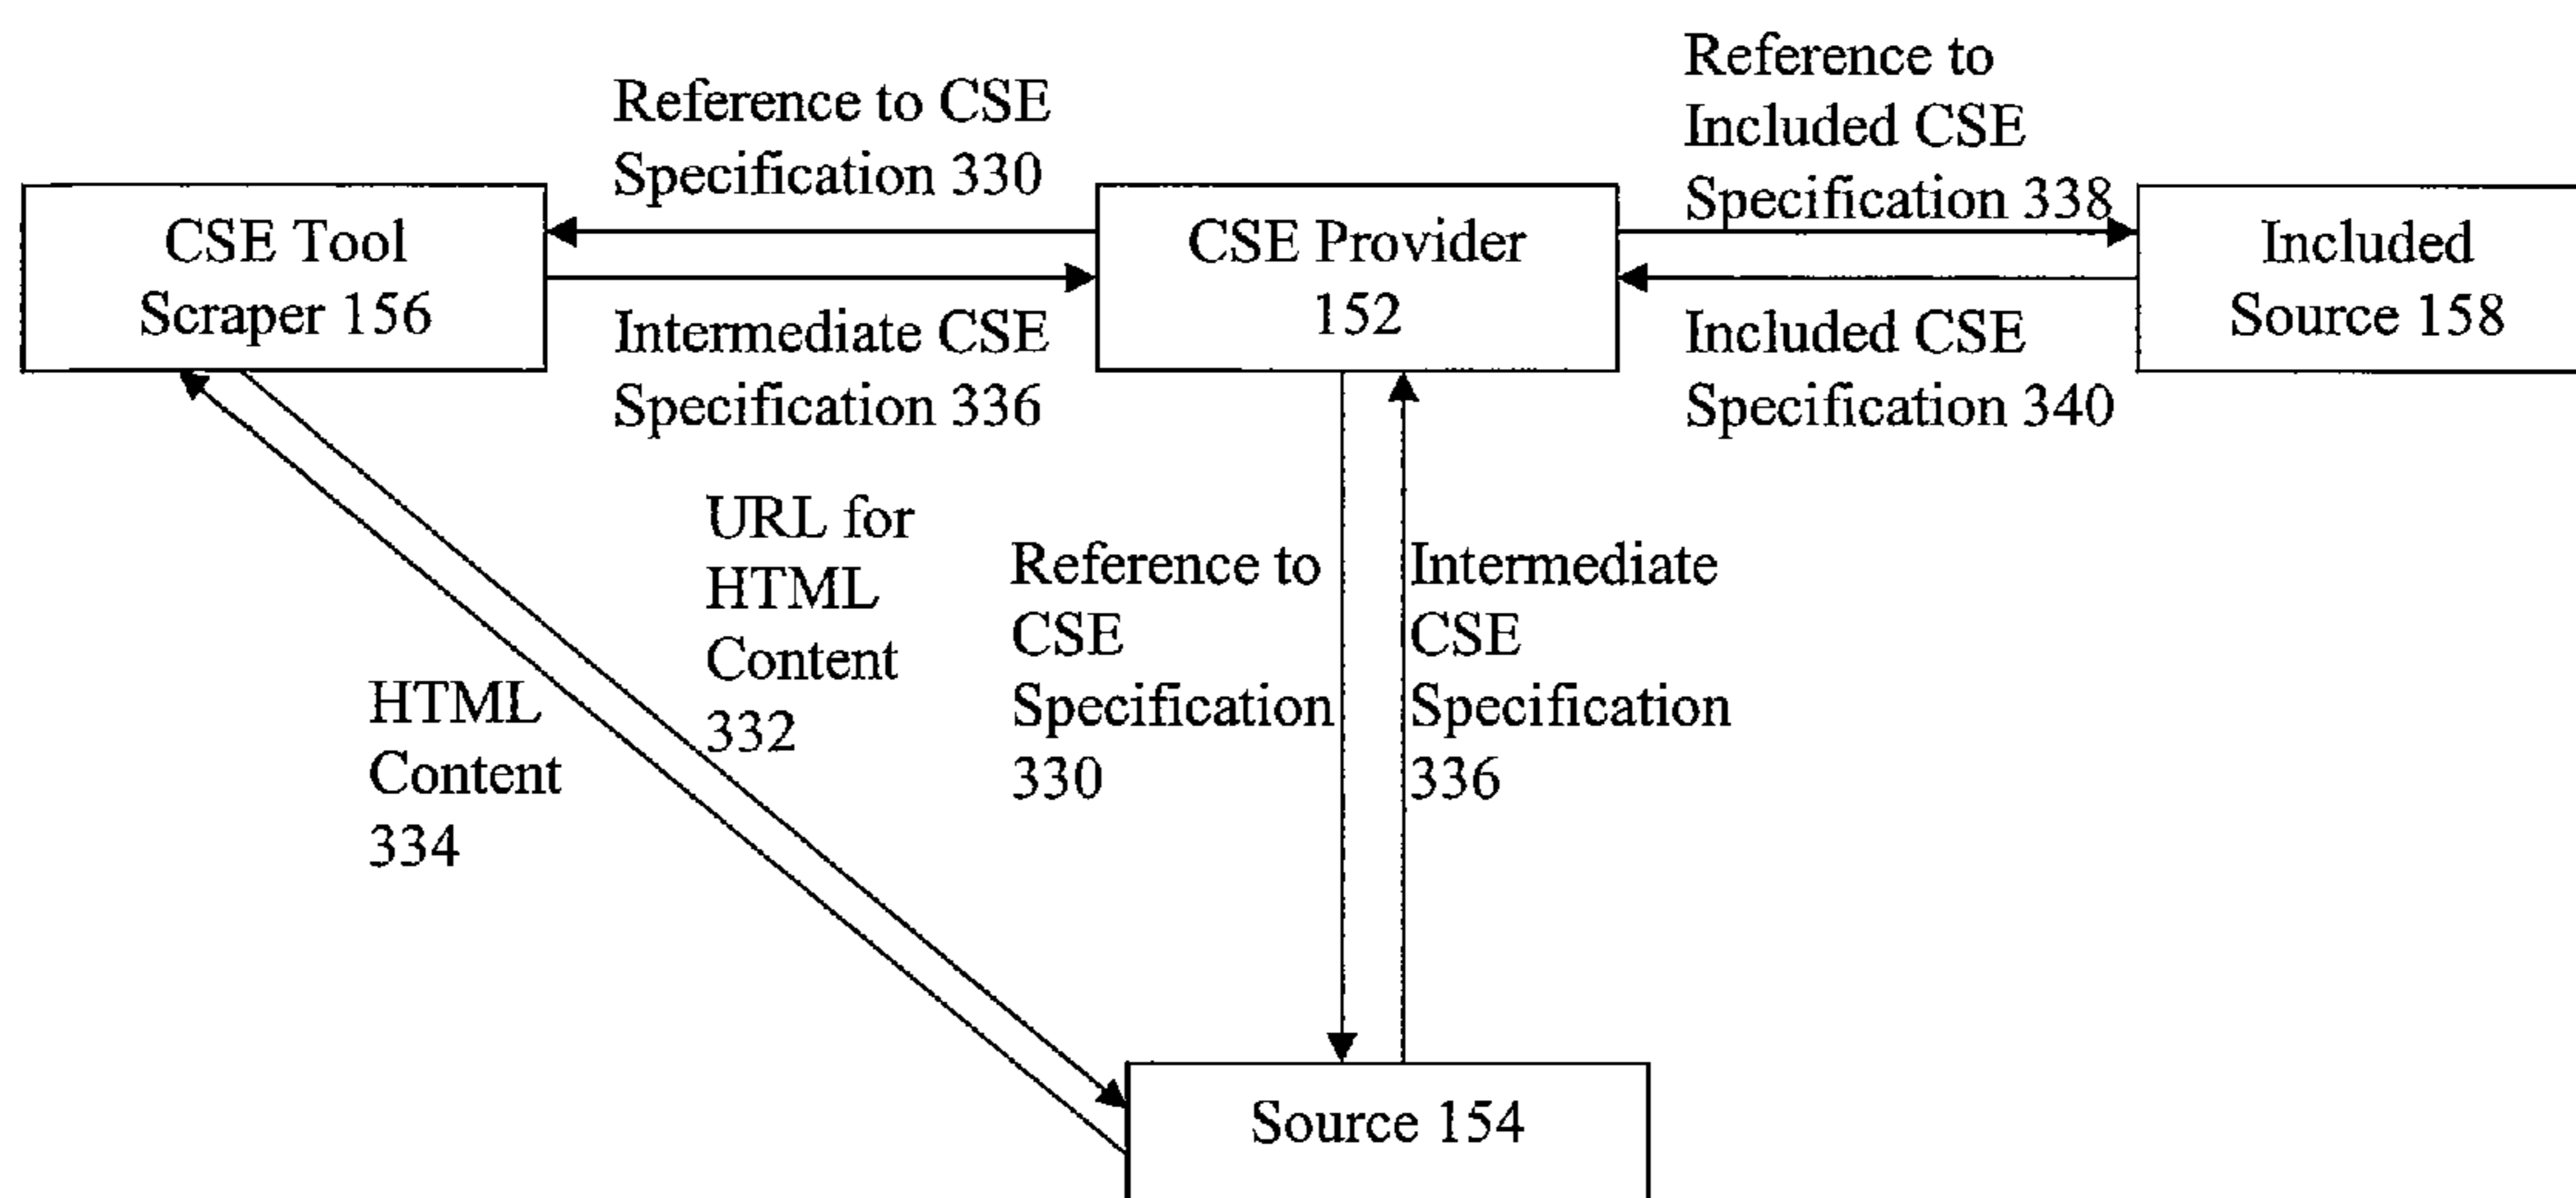 Reference to CSE
Specification 330
Reference to
Included CSE
Specification 338
CSE Tool
Scraper 156
CSE Provider
152
Included
Source 158
Intermediate CSE
Specification 336
Included CSE
Specification 340
URL for
HTML
Content
332
HTML
Content
334
Reference to
CSE
Specification
330
Intermediate
CSE
Specification
336
Source 154